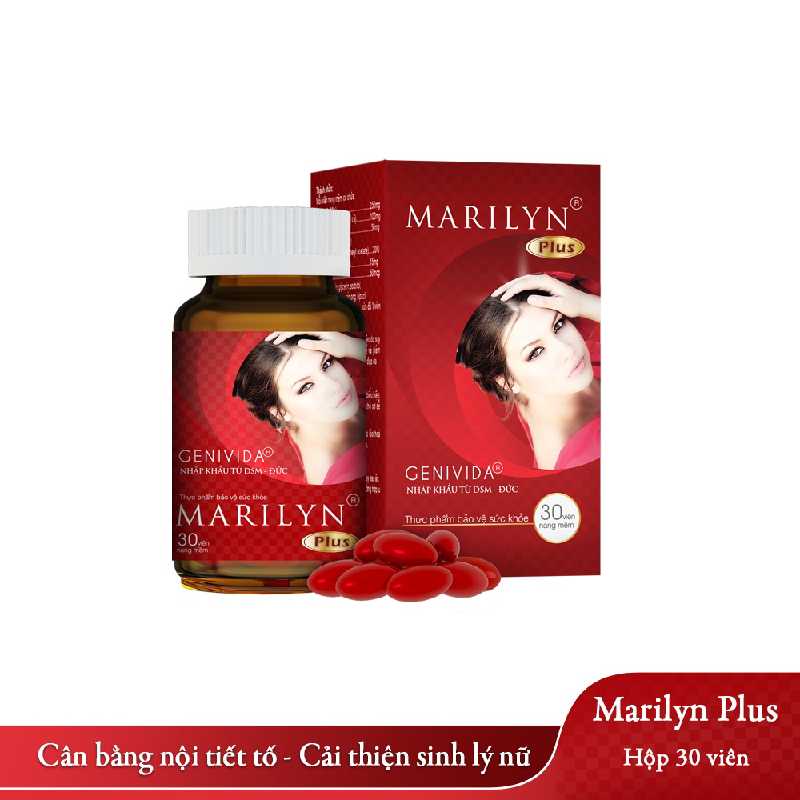 MARILYN®
Plus
GENIVIDA®
NHẬP KHẨU TỪ DSM - ĐỨC
Thực phẩm bảo vệ sức khỏe
30 viên
nang mềm
GENIVIDA®
NHẬP KHẨU TỪ DSM - ĐỨC
Thực phẩm bảo vệ sức khỏe
MARILYN®
Plus
30 viên
nang mềm
Marilyn Plus
Cân bằng nội tiết tố - Cải thiện sinh lý nữ
Hộp 30 viên